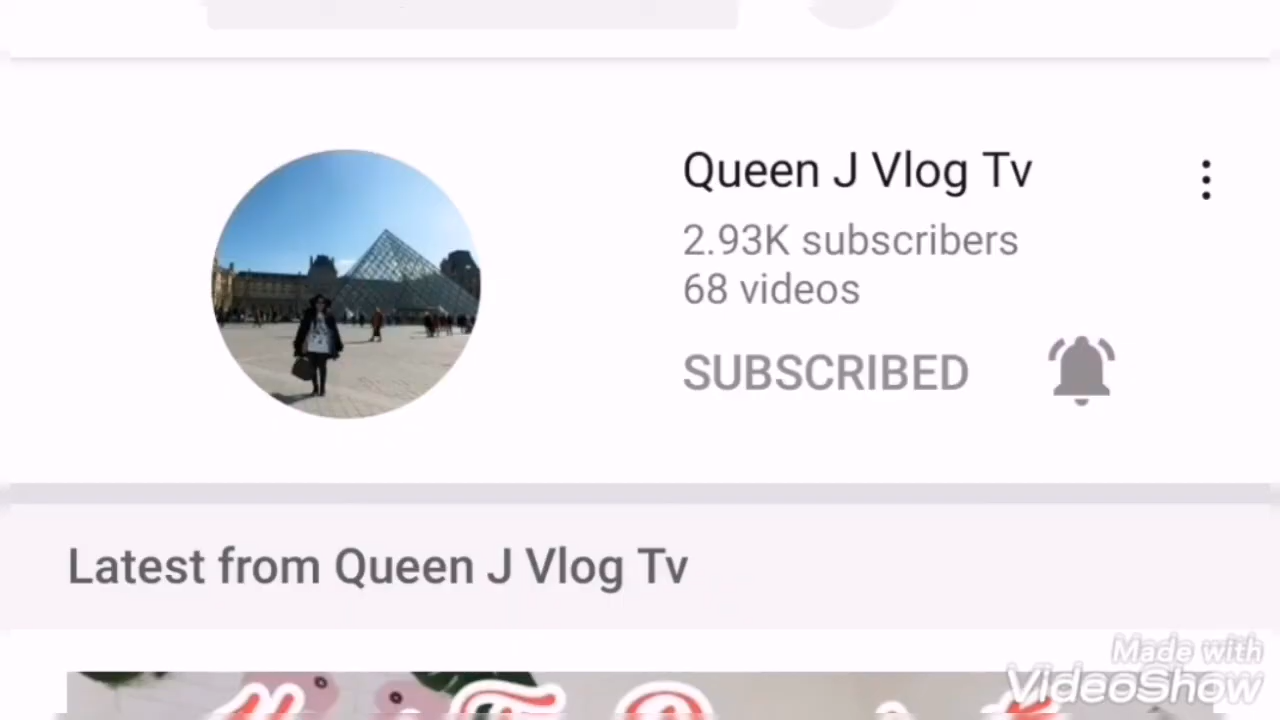 Queen J Vlog Tv
2.93K subscribers
68 videos
SUBSCRIBED
Latest from Queen J Vlog Tv
Made with
VideoShow